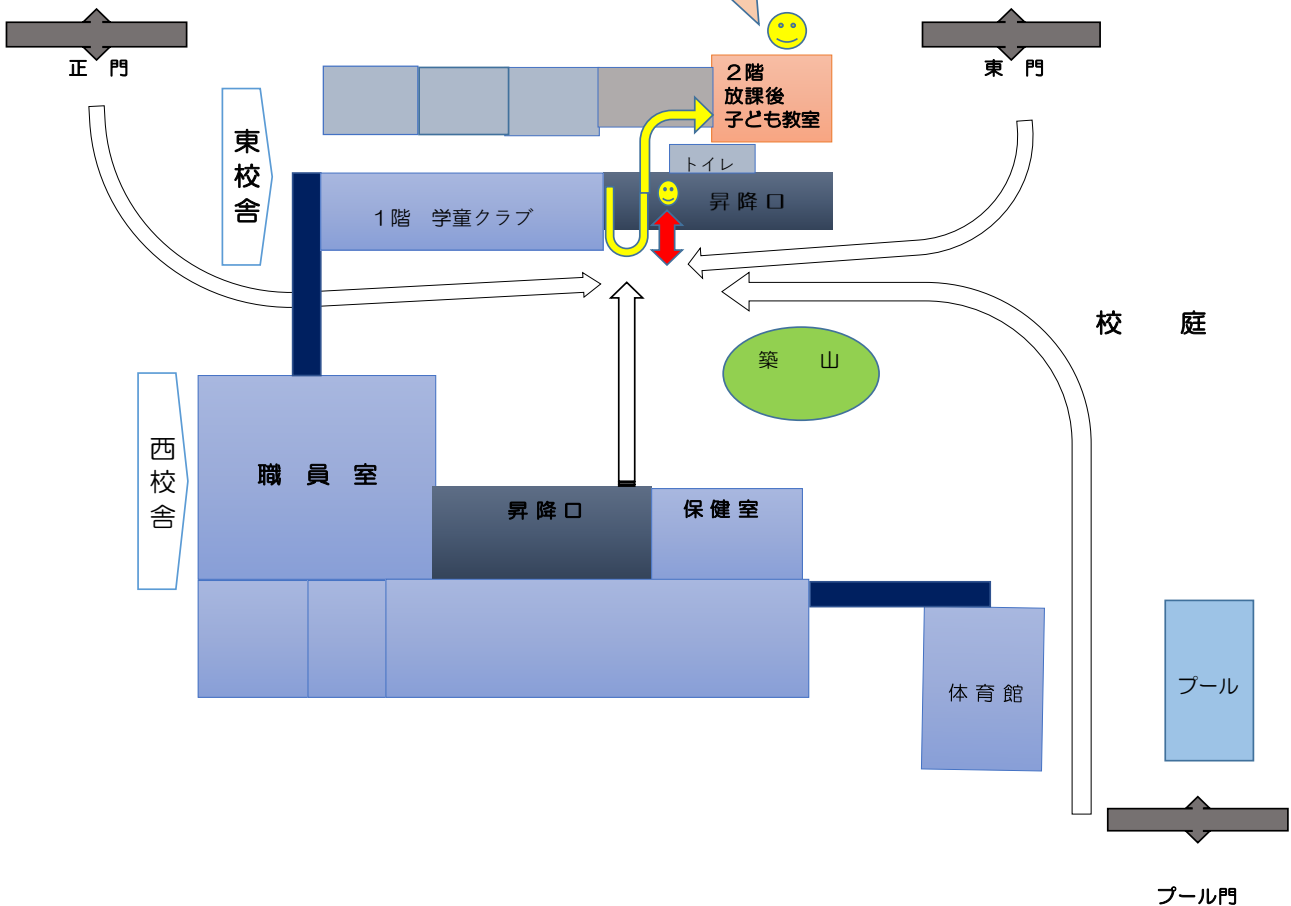 正　門
東　門
２階
放課後
子ども教室
東校舎
トイレ
１階　学童クラブ
昇 降 口
校　　庭
築　　山
西校舎
職　員　室
昇 降 口
保 健 室
体 育 館
プール
プール門